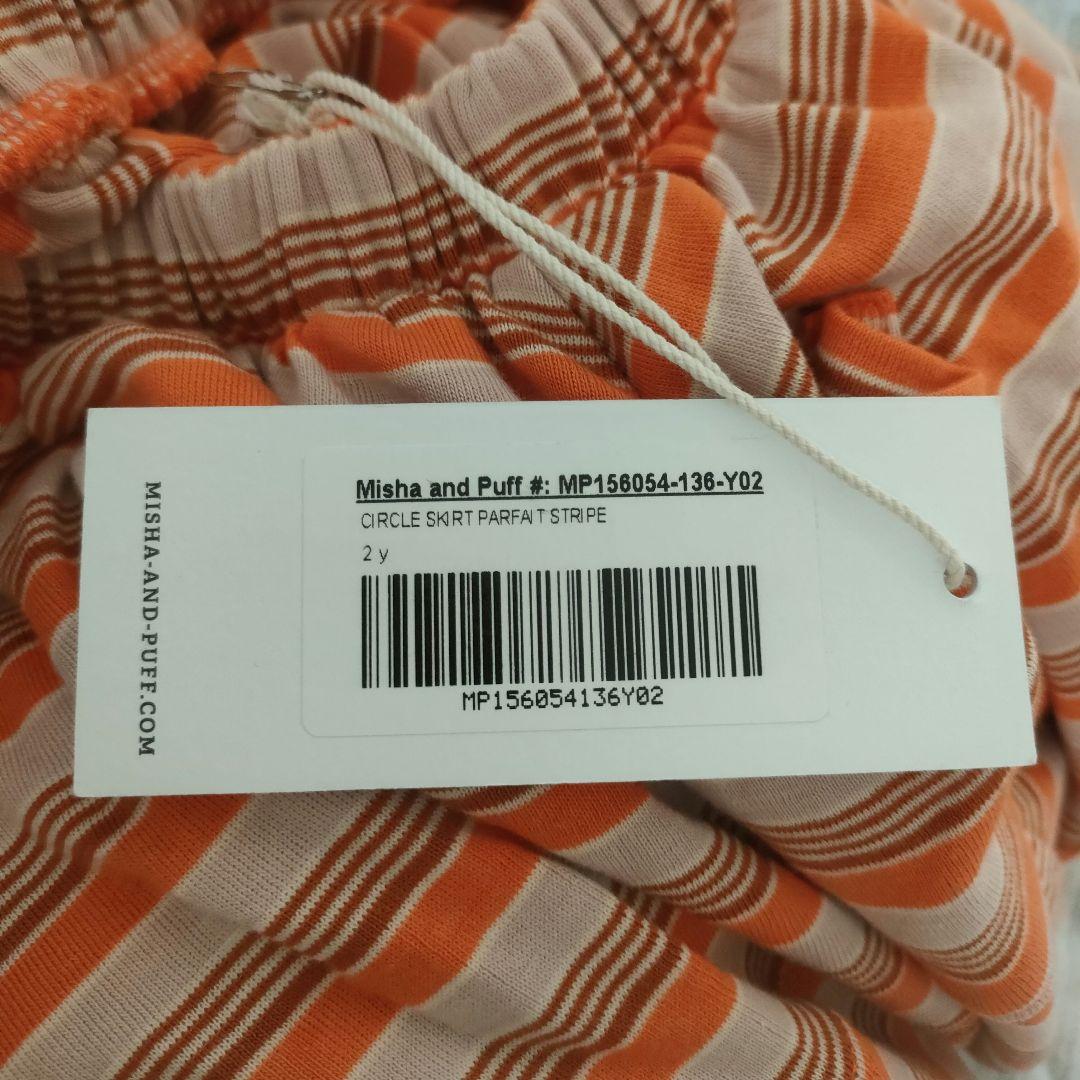 MISHA-AND-PUFF.COM
Misha and Puff #: MP156054-136-Y02
CIRCLE SKIRT PARFAIT STRIPE
2 y
MP156054136Y02